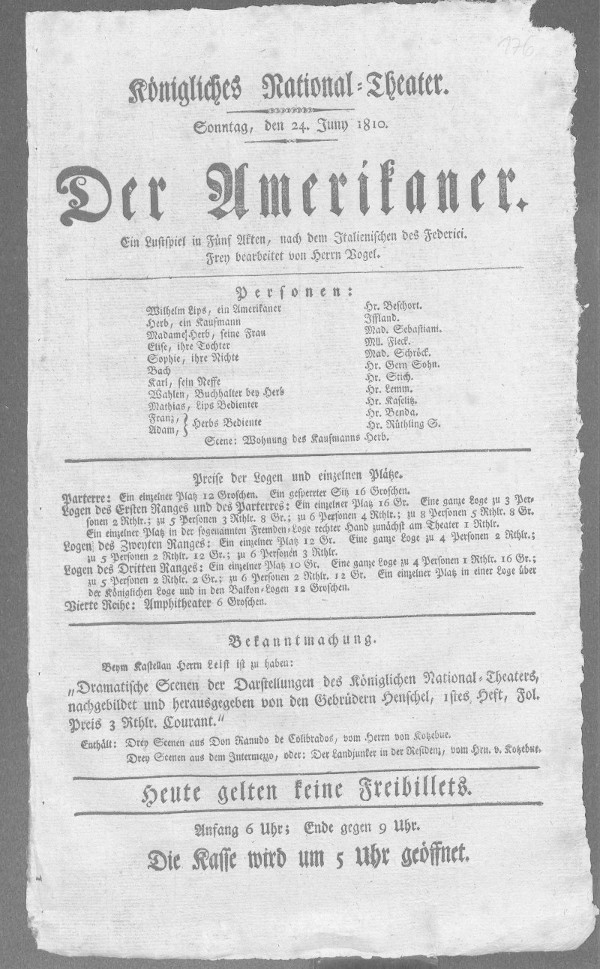 176
Königliches National-Theater.
Sonntag, den 24. Juny 1810.
Der Amerikaner.
Ein Lustspiel in Fünf Akten, nach dem Italienischen des Federici.
Frey bearbeitet von Herrn Vogel.
Personen:
Wilhelm Lips, ein Amerikaner Hr. Beschort.
Herb, ein Kaufmann Iffland.
Madame Herb, seine Frau Mad. Sebastiani.
Elise, ihre Tochter Mll. Fleck.
Sophie, ihre Nichte Mad. Schröck.
Bach Hr. Gern Sohn.
Karl, sein Neffe Hr. Stich.
Wahlen, Buchhalter bey Herb Hr. Lemm.
Mathias, Lips Bedienter Hr. Kaselitz.
Franz, } Herbs Bediente Hr. Benda.
Adam, Hr. Rüthling S.
Scene: Wohnung des Kaufmanns Herb.
Preise der Logen und einzelnen Plätze.
Parterre: Ein einzelner Platz 12 Groschen. Ein gesperrter Sitz 16 Groschen.
Logen des Ersten Ranges und des Parterres: Ein einzelner Platz 16 Gr. Eine ganze Loge zu 3 Per-
sonen 2 Rthlr.; zu 5 Personen 3 Rthlr. 8 Gr.; zu 6 Personen 4 Rthlr.; zu 8 Personen 5 Rthlr. 8 Gr.
Ein einzelner Platz in der sogenannten Fremden-Loge rechter Hand zunächst am Theater 1 Rthlr.
Logen des Zweyten Ranges: Ein einzelner Platz 12 Gr. Eine ganze Loge zu 4 Personen 2 Rthlr.;
zu 5 Personen 2 Rthlr. 12 Gr.; zu 6 Personen 3 Rthlr.
Logen des Dritten Ranges: Ein einzelner Platz 10 Gr. Eine ganze Loge zu 4 Personen 1 Rthlr. 16 Gr.;
zu 5 Personen 2 Rthlr. 2 Gr.; zu 6 Personen 2 Rthlr. 12 Gr. Ein einzelner Platz in einer Loge über
der Königlichen Loge und in den Balkon-Logen 12 Groschen.
Vierte Reihe: Amphitheater 6 Groschen.
Bekanntmachung.
Beym Kastellan Herrn Leist ist zu haben:
„Dramatische Scenen der Darstellungen des Königlichen National-Theaters,
nachgebildet und herausgegeben von den Gebrüdern Henschel, 1stes Heft, Fol.
Preis 3 Rthlr. Courant.“
Enthält: Drey Scenen aus Don Ranudo de Colibrados, vom Herrn von Kotzebue.
Drey Scenen aus dem Intermezzo, oder: Der Landjunker in der Residenz, vom Hrn. v. Kotzebue.
Heute gelten keine Freibillets.
Anfang 6 Uhr; Ende gegen 9 Uhr.
Die Kasse wird um 5 Uhr geöffnet.